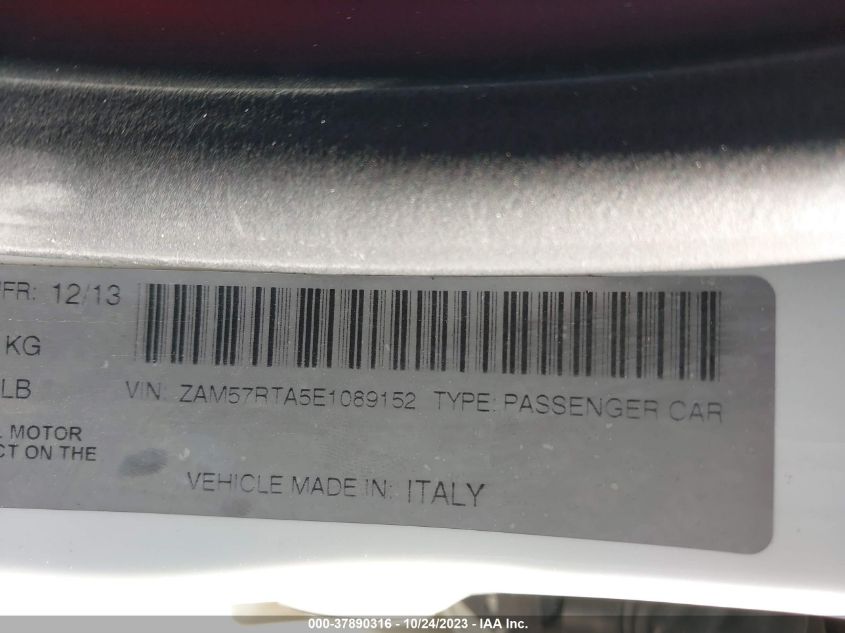 FR: 12/13
KG
LB
VIN: ZAM57RTA5E1089152 TYPE: PASSENGER CAR
MOTOR
ON THE
VEHICLE MADE IN: ITALY
000-37890316 - 10/24/2023 - © IAA Inc.